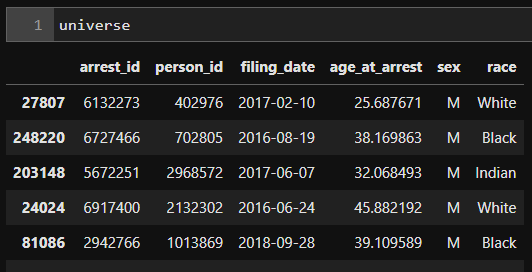 1 universe
arrest_id person_id filing_date age_at_arrest sex race
27807 6132273 402976 2017-02-10 25.687671 M White
248220 6727466 702805 2016-08-19 38.169863 M Black
203148 5672251 2968572 2017-06-07 32.068493 M Indian
24024 6917400 2132302 2016-06-24 45.882192 M White
81086 2942766 1013869 2018-09-28 39.109589 M Black